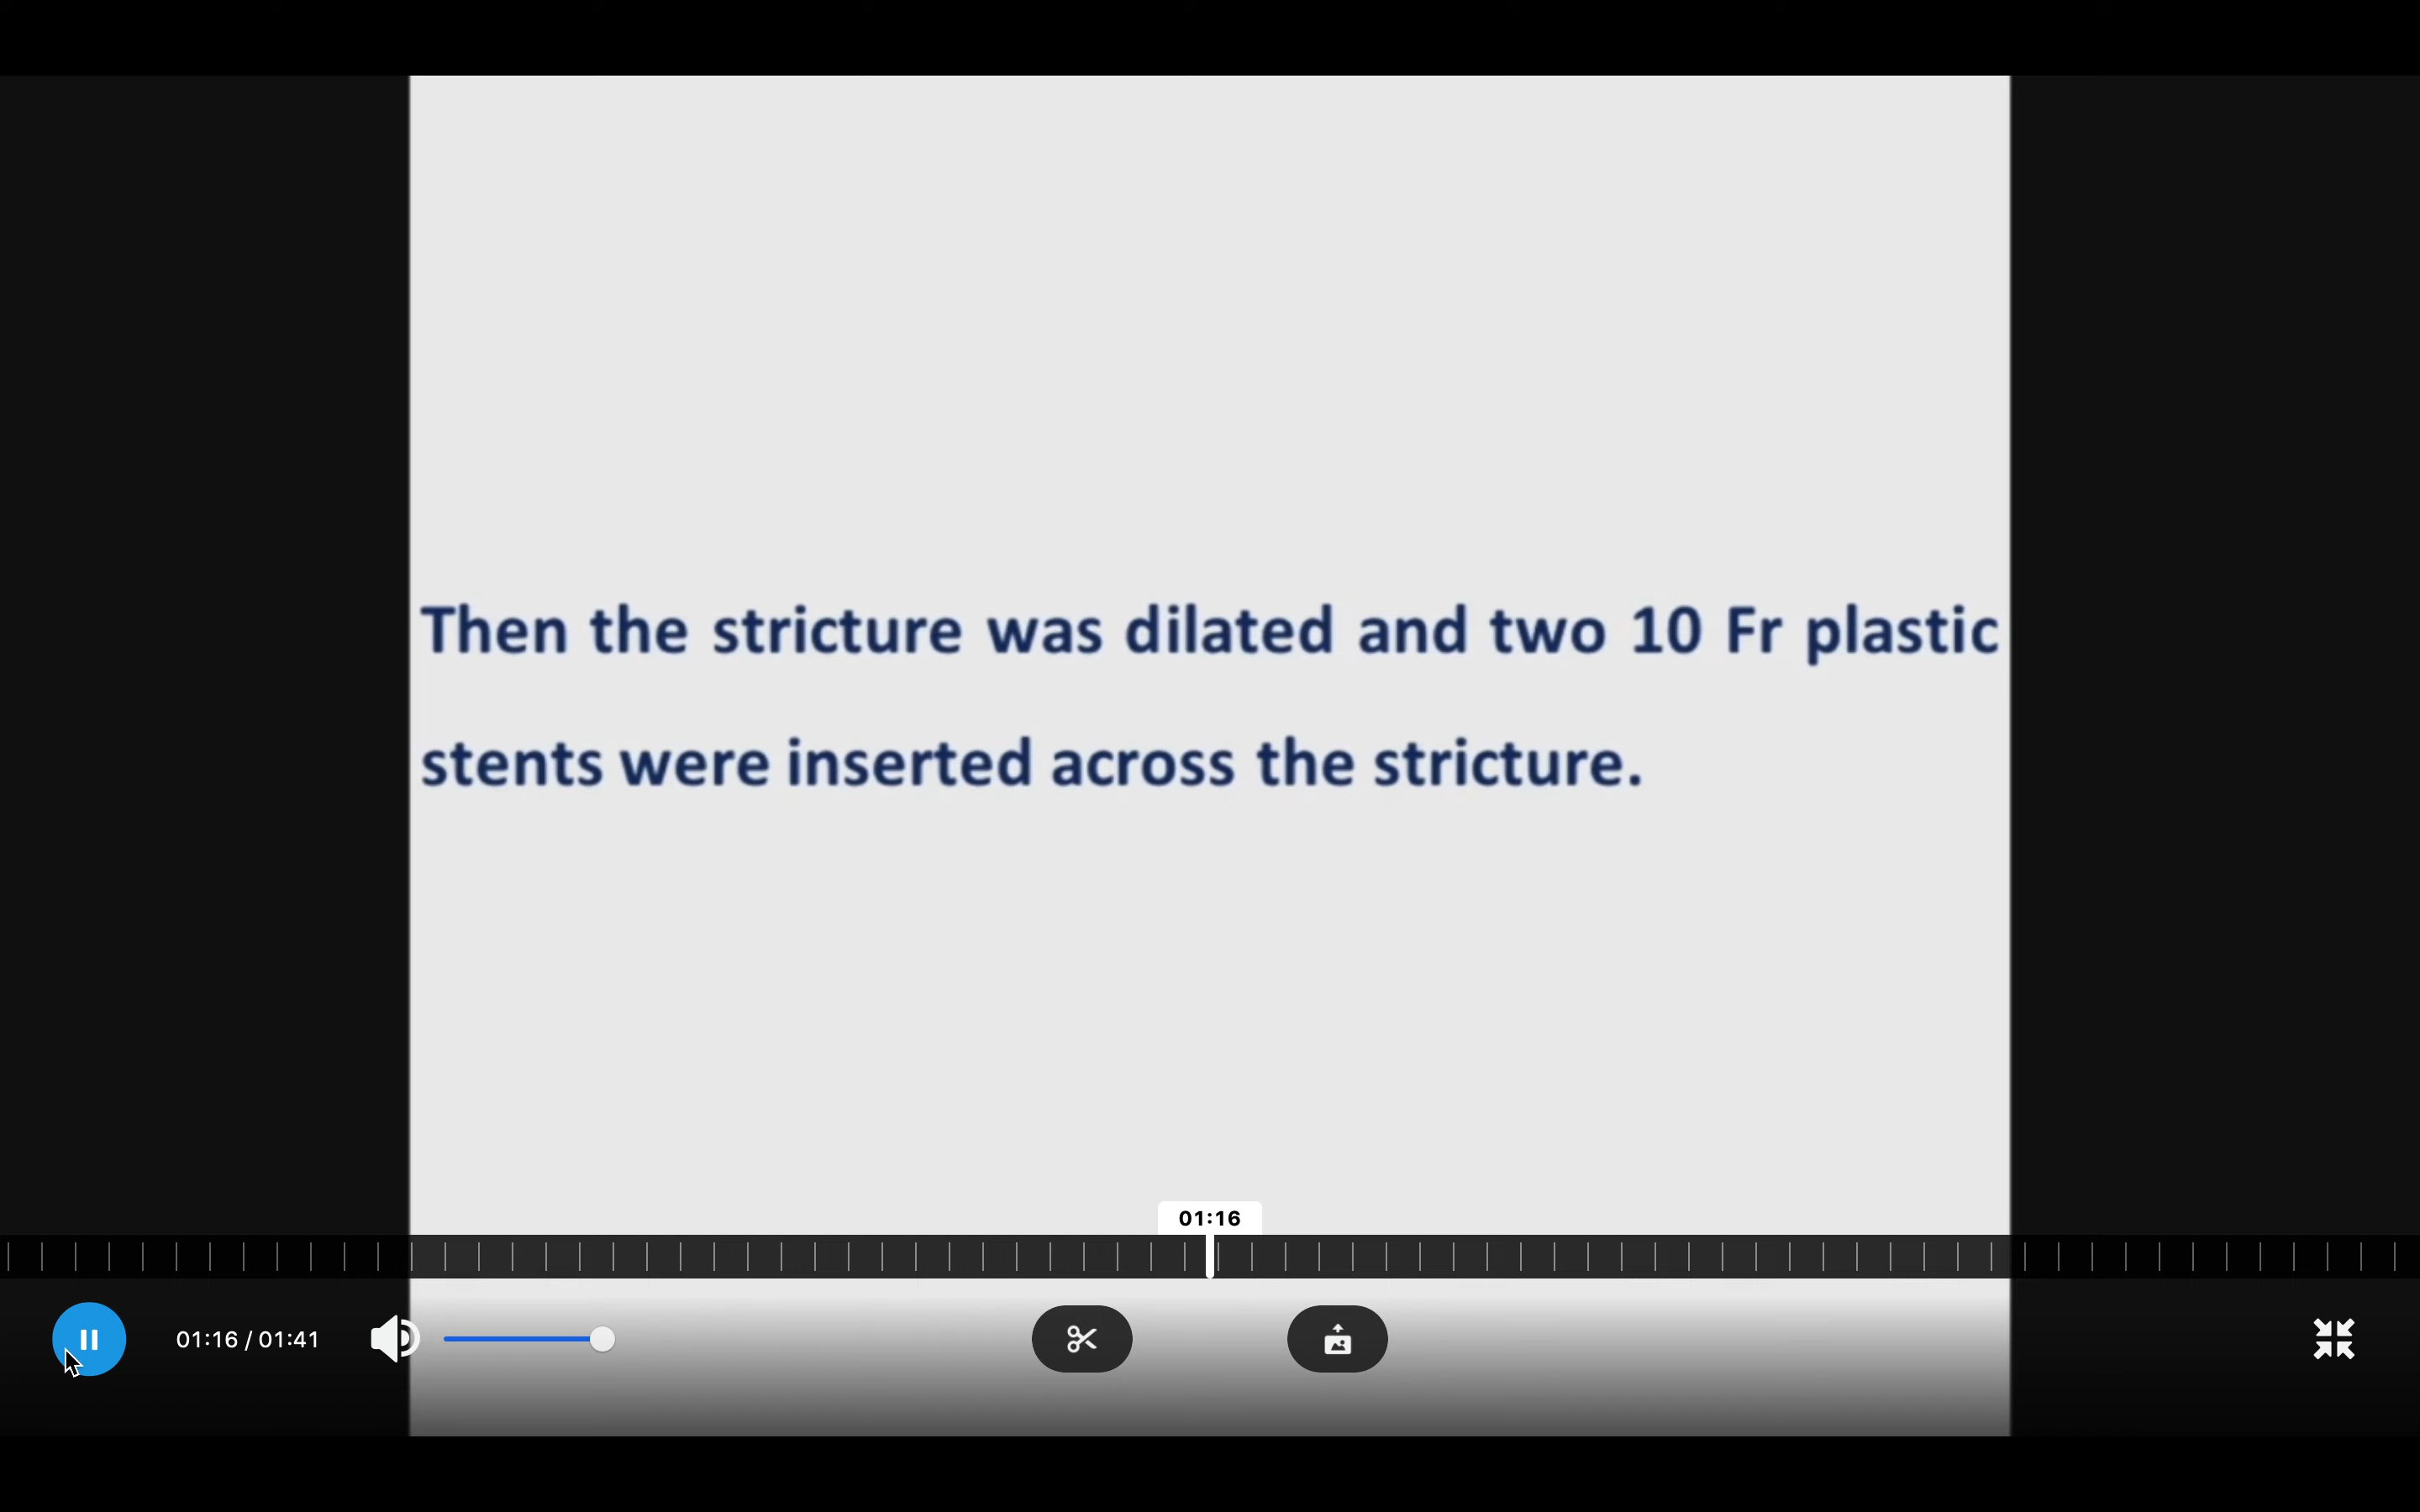 Then the stricture was dilated and two 10 Fr plastic
stents were inserted across the stricture.
01:16
01:16 / 01:41